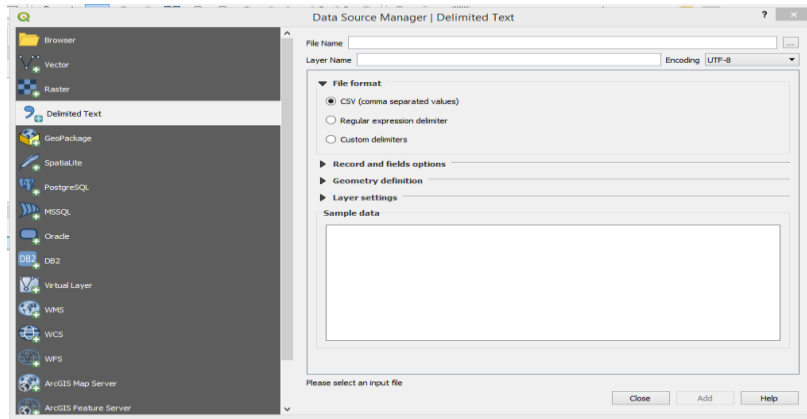 Data Source Manager | Delimited Text
?
Browser
Vector
Raster
Delimited Text
GeoPackage
SpatiaLite
PostgreSQL
MSSQL
Oracle
DB2
DB2
Virtual Layer
WMS
WCS
WFS
ArcGIS Map Server
ArcGIS Feature Server
File Name
...
Layer Name
Encoding UTF-8
File format
CSV (comma separated values)
Regular expression delimiter
Custom delimiters
Record and fields options
Geometry definition
Layer settings
Sample data
Please select an input file
Close Add Help